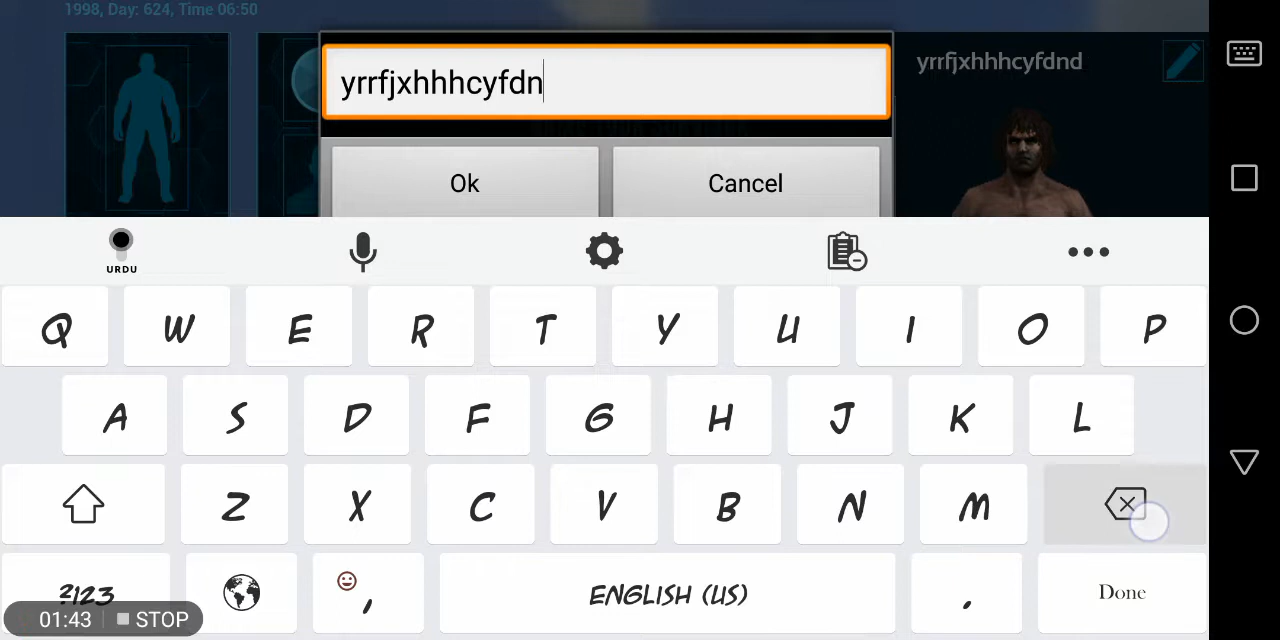 1998, Day: 624, Time 06:50
yrrfjxhhhcyfdn
yrrfjxhhhcyfdnd
Ok
Cancel
URDU
Q W E R T Y U I O P
A S D F G H J K L
Z X C V B N M
?123
,
ENGLISH (US)
.
Done
01:43
STOP